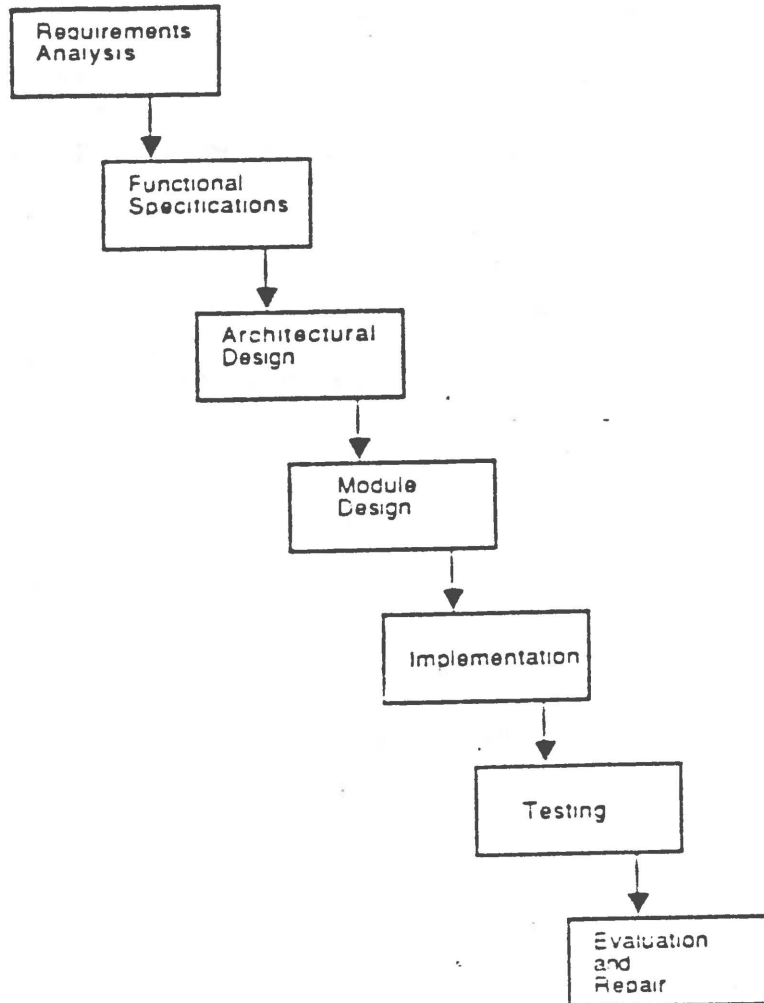 Requirements
Analysis
Functional
Specifications
Architectural
Design
Module
Design
Implementation
Testing
Evaluation
and
Repair